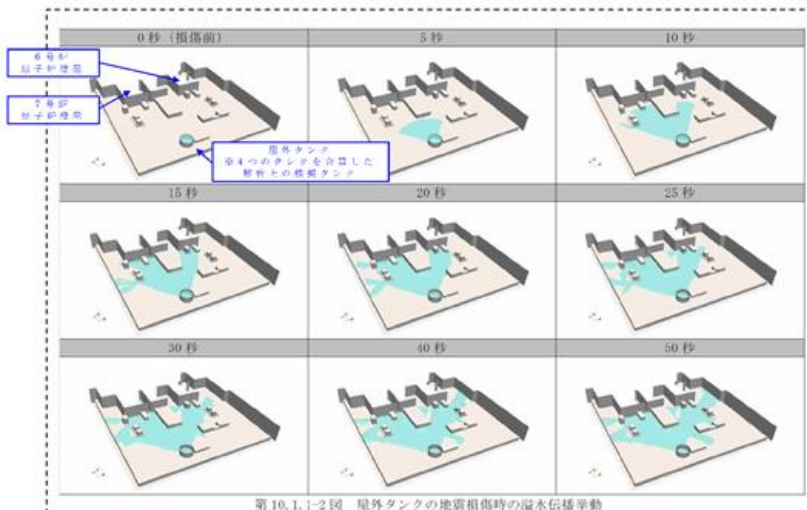 0秒（損傷前）
5秒
10秒
6号炉
原子炉建屋
7号炉
原子炉建屋
屋外タンク
※4つのタンクを合算した
解析上の模擬タンク
15秒
20秒
25秒
30秒
40秒
50秒
第10.1.1-2図　屋外タンクの地震損傷時の溢水伝播挙動